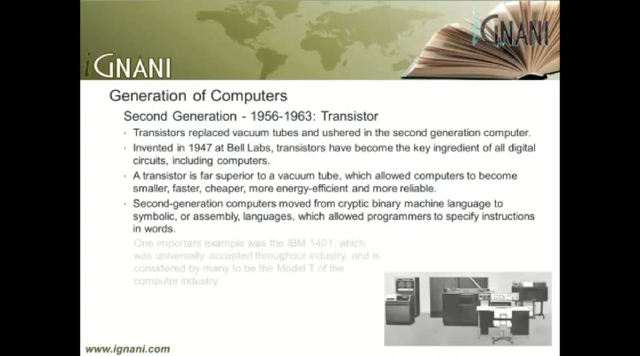 iGNANI
iGNANI
Generation of Computers
Second Generation - 1956-1963: Transistor
Transistors replaced vacuum tubes and ushered in the second generation computer.
Invented in 1947 at Bell Labs, transistors have become the key ingredient of all digital
circuits, including computers.
A transistor is far superior to a vacuum tube, which allowed computers to become
smaller, faster, cheaper, more energy-efficient and more reliable.
Second-generation computers moved from cryptic binary machine language to
symbolic, or assembly, languages, which allowed programmers to specify instructions
in words.
One important example was the IBM 1401, which
was universally accepted throughout industry, and is
considered by many to be the Model T of the
computer industry.
www.ignani.com